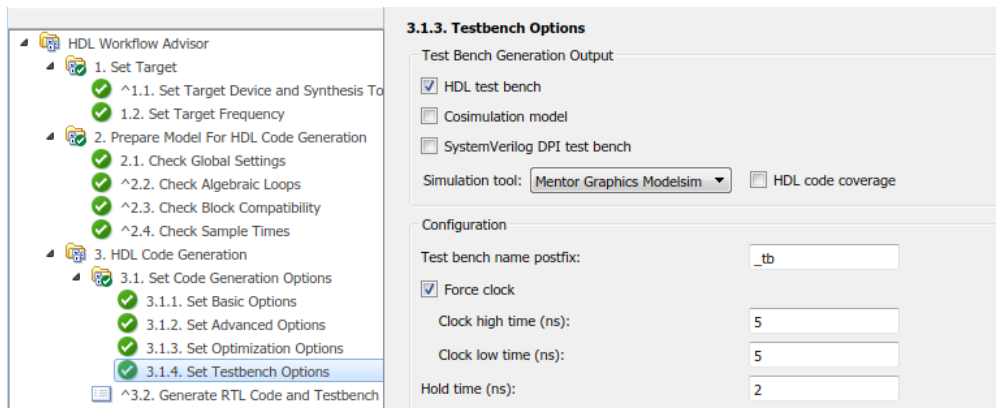 HDL Workflow Advisor
1. Set Target
^1.1. Set Target Device and Synthesis To
1.2. Set Target Frequency
2. Prepare Model For HDL Code Generation
2.1. Check Global Settings
^2.2. Check Algebraic Loops
^2.3. Check Block Compatibility
^2.4. Check Sample Times
3. HDL Code Generation
3.1. Set Code Generation Options
3.1.1. Set Basic Options
3.1.2. Set Advanced Options
3.1.3. Set Optimization Options
3.1.4. Set Testbench Options
^3.2. Generate RTL Code and Testbench
3.1.3. Testbench Options
Test Bench Generation Output
HDL test bench
Cosimulation model
SystemVerilog DPI test bench
Simulation tool: Mentor Graphics Modelsim HDL code coverage
Configuration
Test bench name postfix: _tb
Force clock
Clock high time (ns): 5
Clock low time (ns): 5
Hold time (ns): 2